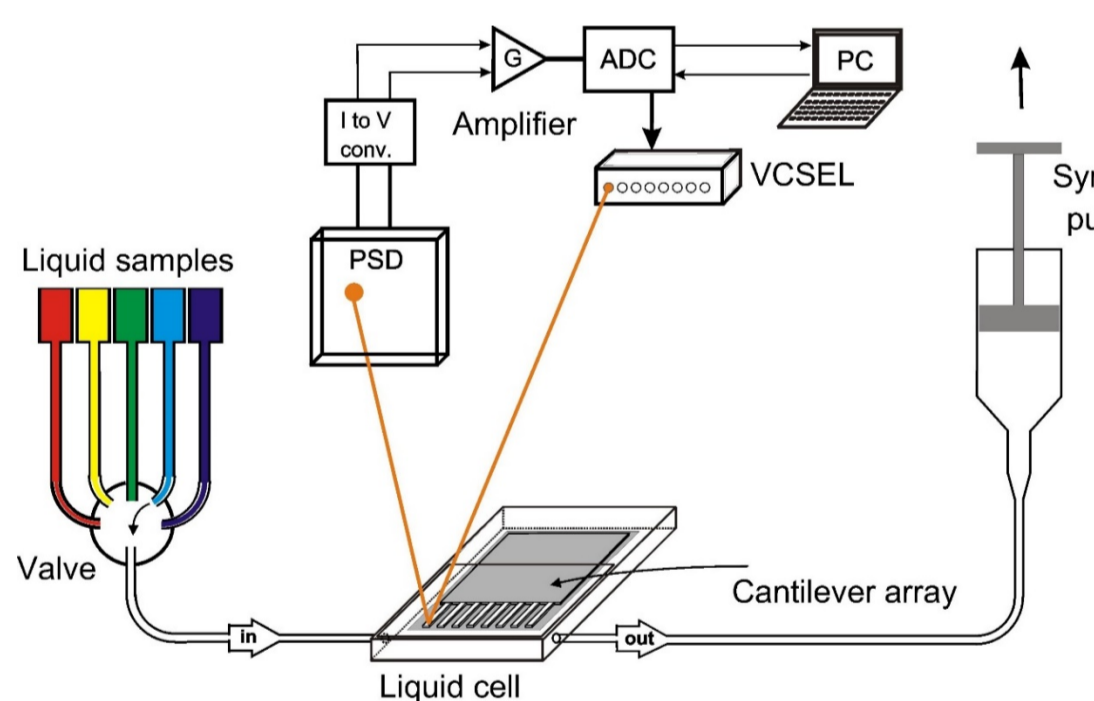 G
ADC
PC
I to V
conv.
Amplifier
VCSEL
PSD
Liquid samples
Valve
in
out
Cantilever array
Liquid cell